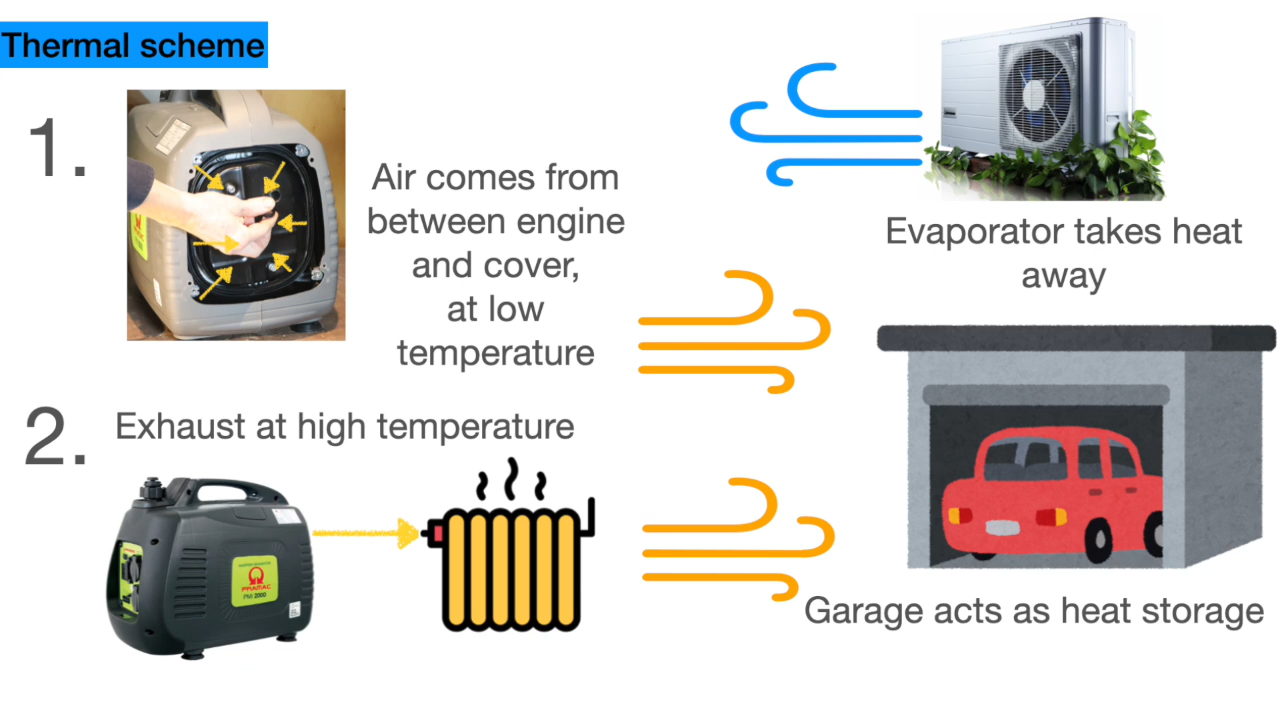 Thermal scheme
1.
Air comes from
between engine
and cover,
at low
temperature
Evaporator takes heat
away
2.
Exhaust at high temperature
PRAMAC
PMi 2000
Garage acts as heat storage